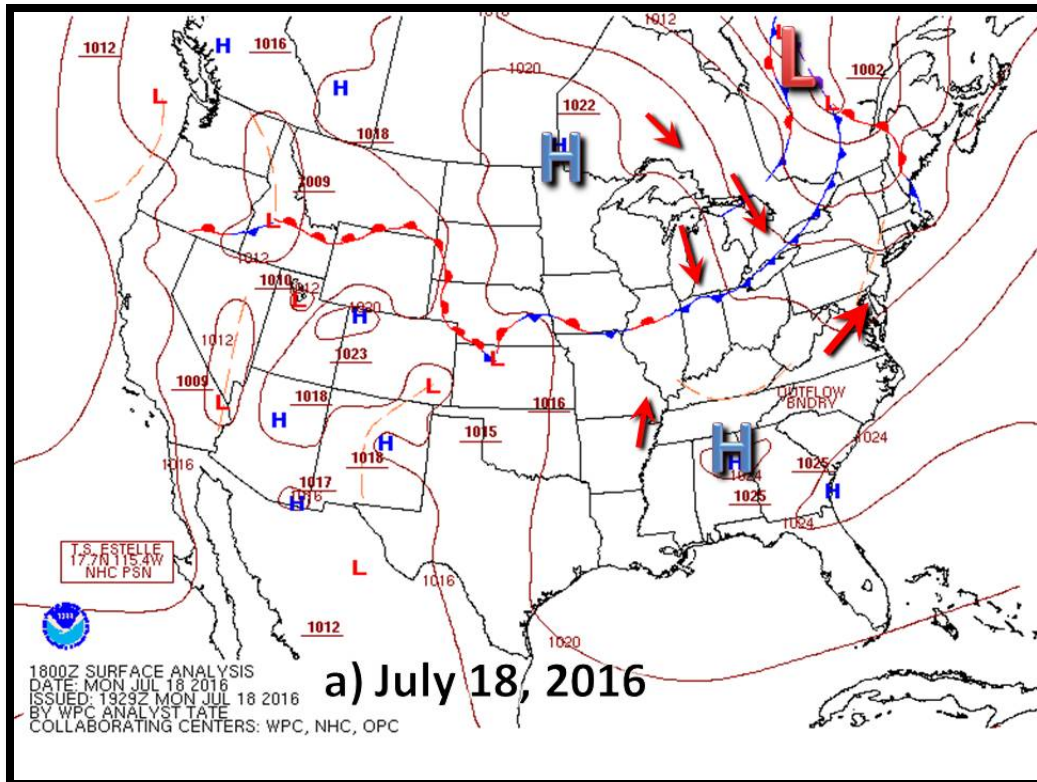 1012
H
1016
1012
L
1002
1020
H
1022
L
L
1018
H
H
2009
L
1012
1010
1012
L
1020
H
1023
L
1012
1009
L
1018
H
L
1016
OUTFLOW
BNDRY
1015
H
H
1018
1024
H
1024
1025
1017
1016
H
1025
H
1024
1016
T.S. ESTELLE
17.7N 115.4W
NHC PSN
L
1016
1012
1020
1800Z SURFACE ANALYSIS
DATE: MON JUL 18 2016
ISSUED: 1929Z MON JUL 18 2016
BY WPC ANALYST TATE
COLLABORATING CENTERS: WPC, NHC, OPC
a) July 18, 2016